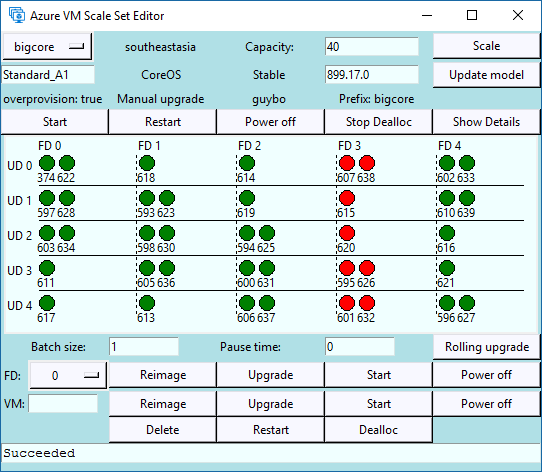 Azure VM Scale Set Editor
bigcore southeastasia Capacity: 40 Scale
Standard_A1 CoreOS Stable 899.17.0 Update model
overprovision: true Manual upgrade guybo Prefix: bigcore
Start Restart Power off Stop Dealloc Show Details
FD 0 FD 1 FD 2 FD 3 FD 4
UD 0
374 622 618 614 607 638 602 633
UD 1
597 628 593 623 619 615 610 639
UD 2
603 634 598 630 594 625 620 616
UD 3
611 605 636 600 631 595 626 621
UD 4
617 613 606 637 601 632 596 627
Batch size: 1 Pause time: 0 Rolling upgrade
FD: 0 Reimage Upgrade Start Power off
VM: Reimage Upgrade Start Power off
Delete Restart Dealloc
Succeeded